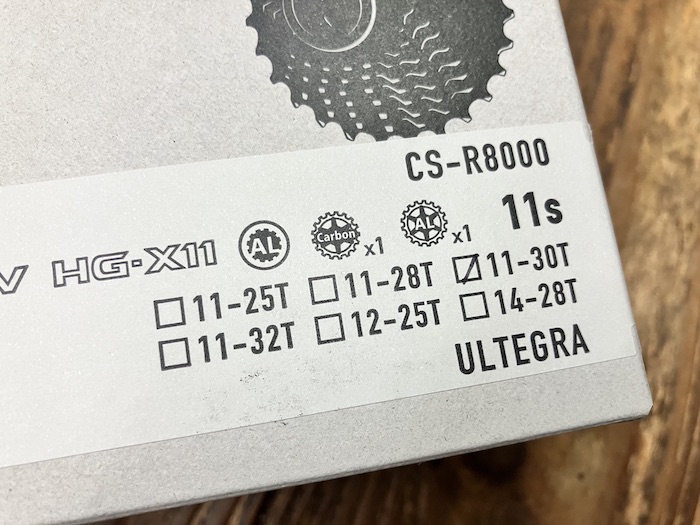 CS-R8000
HG-X11 AL Carbon x1 AL x1 11s
☐ 11-25T ☐ 11-28T ☑ 11-30T
☐ 11-32T ☐ 12-25T ☐ 14-28T
ULTEGRA